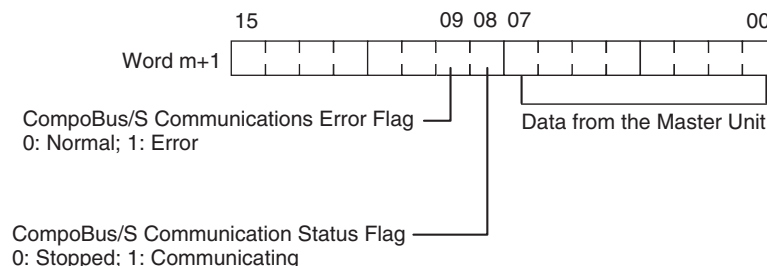 15 09 08 07 00
Word m+1
CompoBus/S Communications Error Flag
0: Normal; 1: Error
Data from the Master Unit
CompoBus/S Communication Status Flag
0: Stopped; 1: Communicating